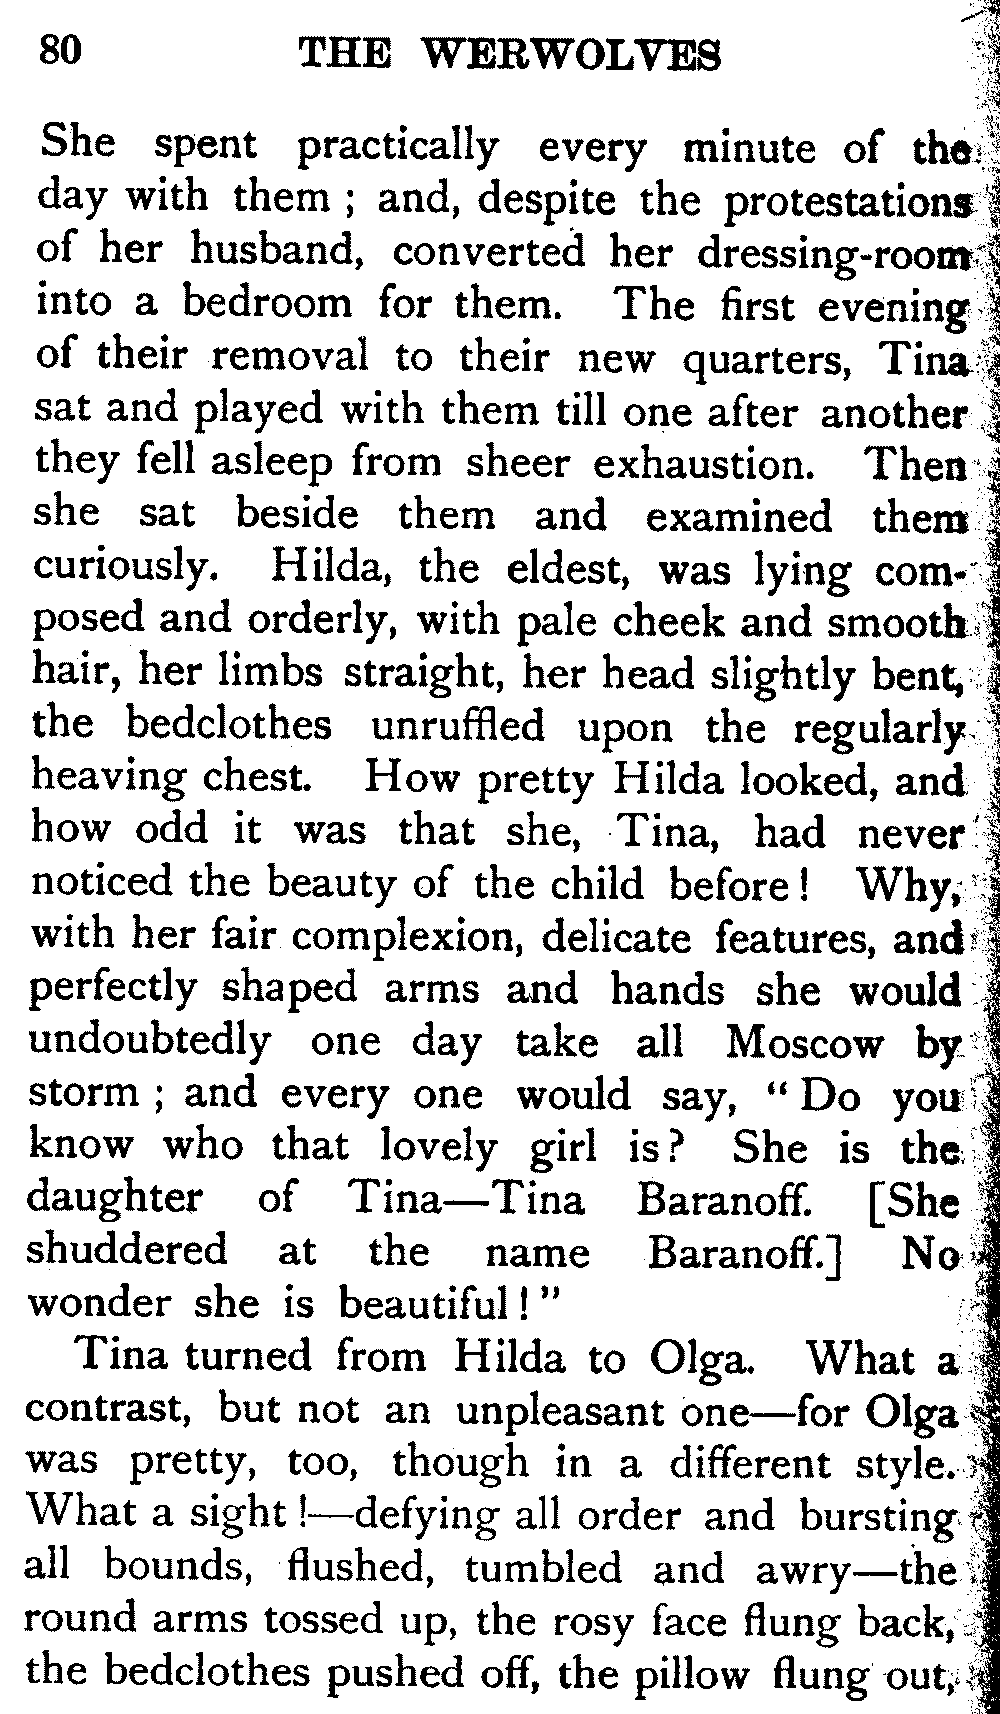 80 THE WERWOLVES
She spent practically every minute of the
day with them ; and, despite the protestations
of her husband, converted her dressing-room
into a bedroom for them. The first evening
of their removal to their new quarters, Tina
sat and played with them till one after another
they fell asleep from sheer exhaustion. Then
she sat beside them and examined them
curiously. Hilda, the eldest, was lying com-
posed and orderly, with pale cheek and smooth
hair, her limbs straight, her head slightly bent,
the bedclothes unruffled upon the regularly
heaving chest. How pretty Hilda looked, and
how odd it was that she, Tina, had never
noticed the beauty of the child before! Why,
with her fair complexion, delicate features, and
perfectly shaped arms and hands she would
undoubtedly one day take all Moscow by
storm ; and every one would say, “ Do you
know who that lovely girl is? She is the
daughter of Tina—Tina Baranoff. [She
shuddered at the name Baranoff.] No
wonder she is beautiful! ”
Tina turned from Hilda to Olga. What a
contrast, but not an unpleasant one—for Olga
was pretty, too, though in a different style.
What a sight !—defying all order and bursting
all bounds, flushed, tumbled and awry—the
round arms tossed up, the rosy face flung back,
the bedclothes pushed off, the pillow flung out,